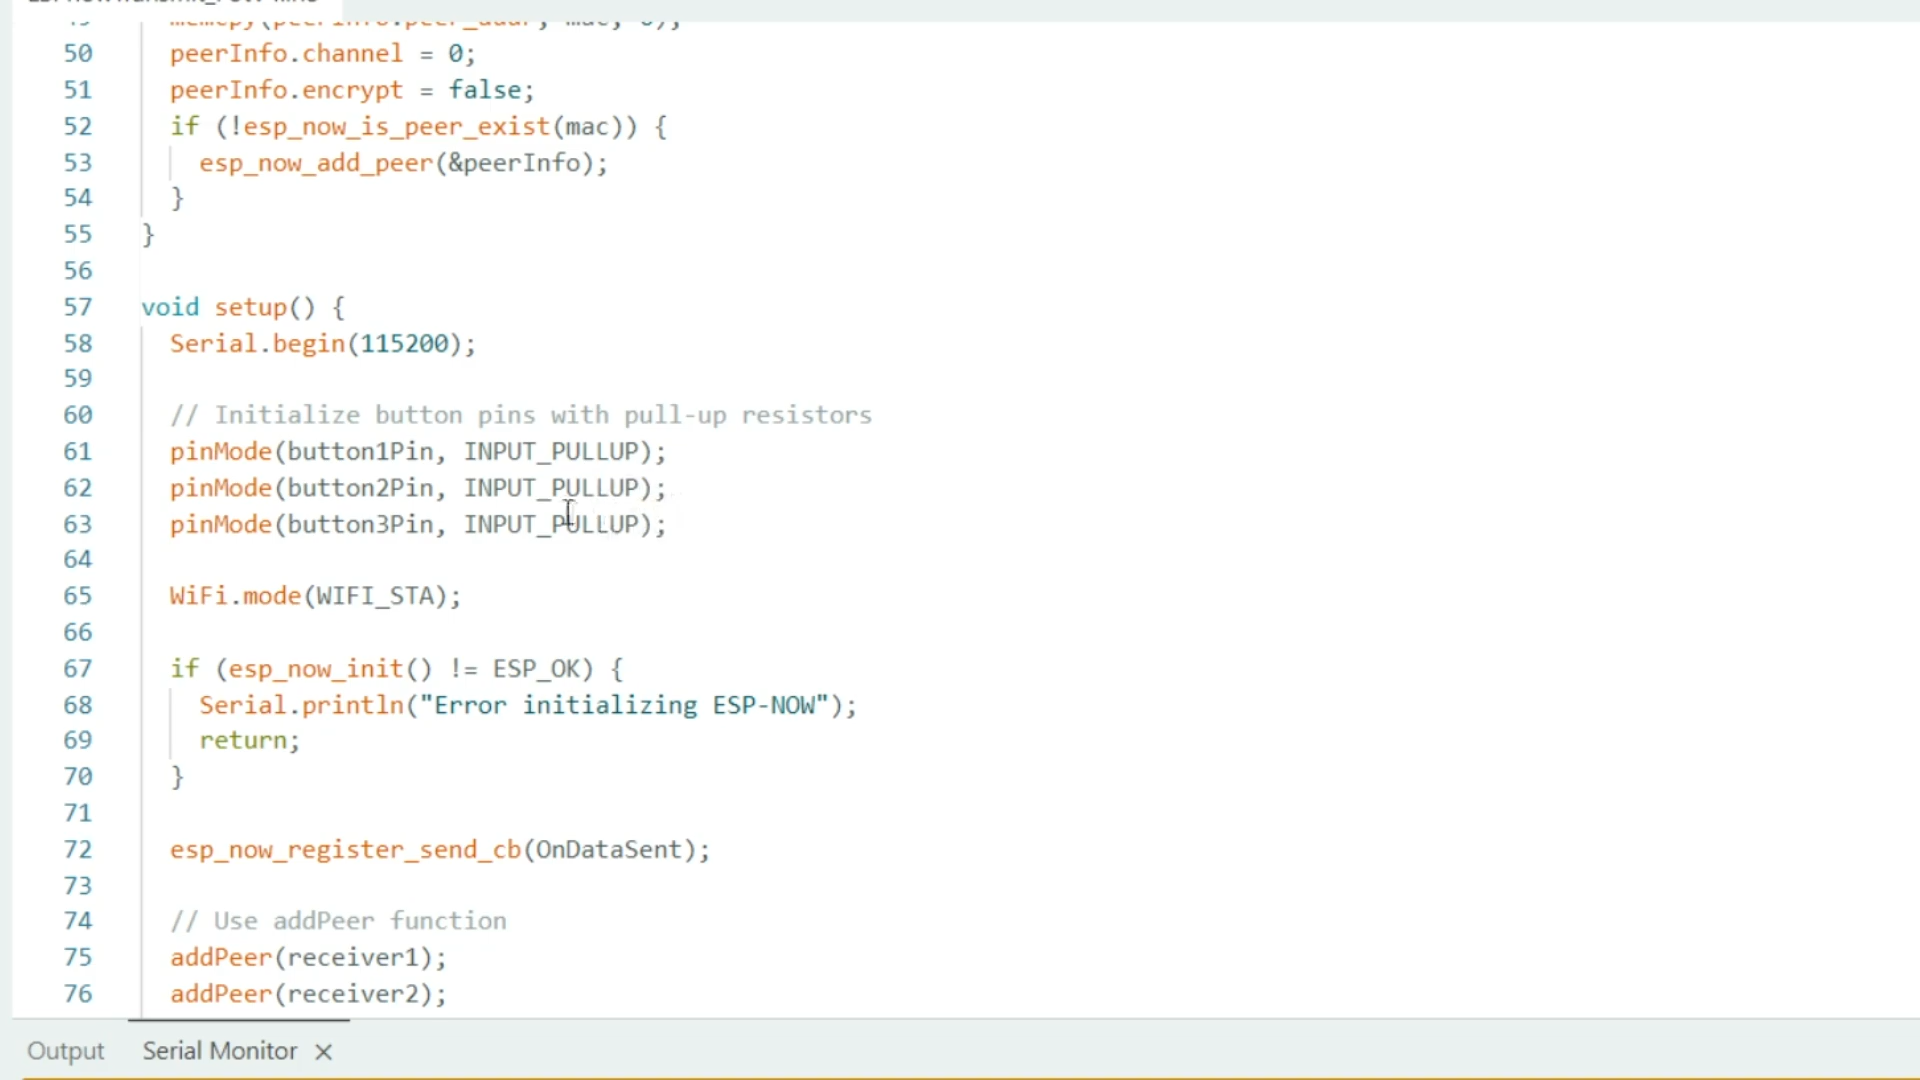 50 peerInfo.channel = 0;
51 peerInfo.encrypt = false;
52 if (!esp_now_is_peer_exist(mac)) {
53 esp_now_add_peer(&peerInfo);
54 }
55 }
56
57 void setup() {
58 Serial.begin(115200);
59
60 // Initialize button pins with pull-up resistors
61 pinMode(button1Pin, INPUT_PULLUP);
62 pinMode(button2Pin, INPUT_PULLUP);
63 pinMode(button3Pin, INPUT_PULLUP);
64
65 WiFi.mode(WIFI_STA);
66
67 if (esp_now_init() != ESP_OK) {
68 Serial.println("Error initializing ESP-NOW");
69 return;
70 }
71
72 esp_now_register_send_cb(OnDataSent);
73
74 // Use addPeer function
75 addPeer(receiver1);
76 addPeer(receiver2);
Output Serial Monitor